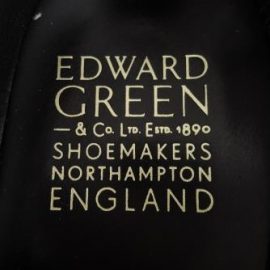 EDWARD
GREEN
— & Co. LTD. ESTD. 1890
SHOEMAKERS
NORTHAMPTON
ENGLAND